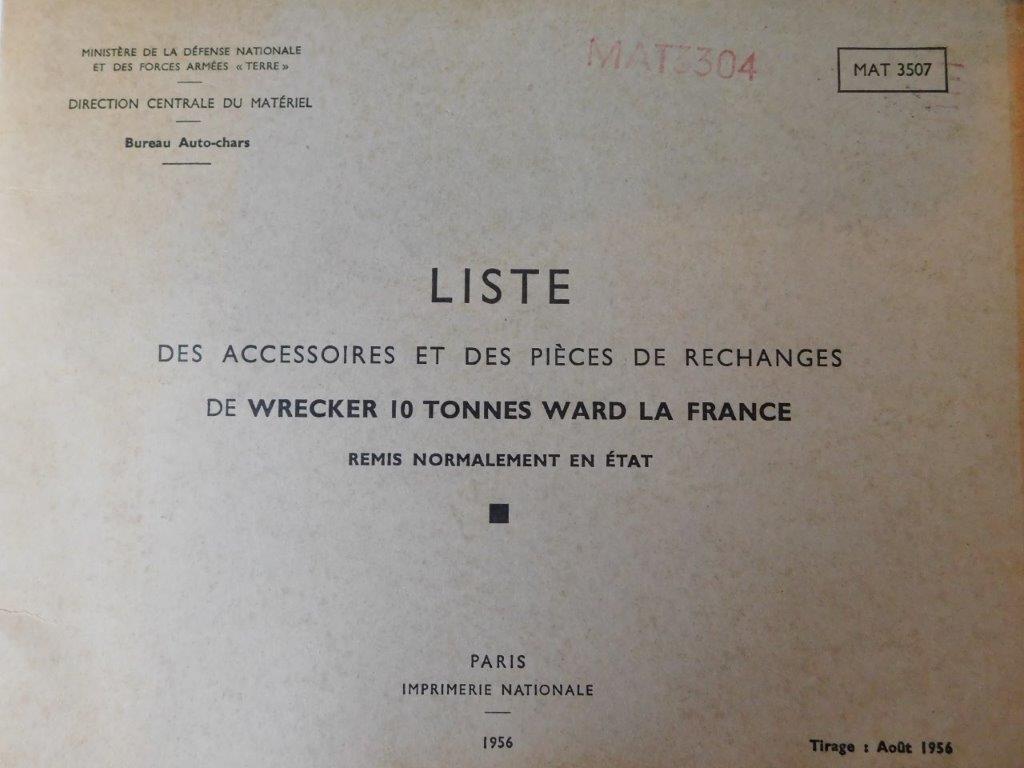 MINISTÈRE DE LA DÉFENSE NATIONALE
ET DES FORCES ARMÉES « TERRE »
DIRECTION CENTRALE DU MATÉRIEL
Bureau Auto-chars
MAT3304
MAT 3507
LISTE
DES ACCESSOIRES ET DES PIÈCES DE RECHANGES
DE WRECKER 10 TONNES WARD LA FRANCE
REMIS NORMALEMENT EN ÉTAT
PARIS
IMPRIMERIE NATIONALE
1956
Tirage : Août 1956